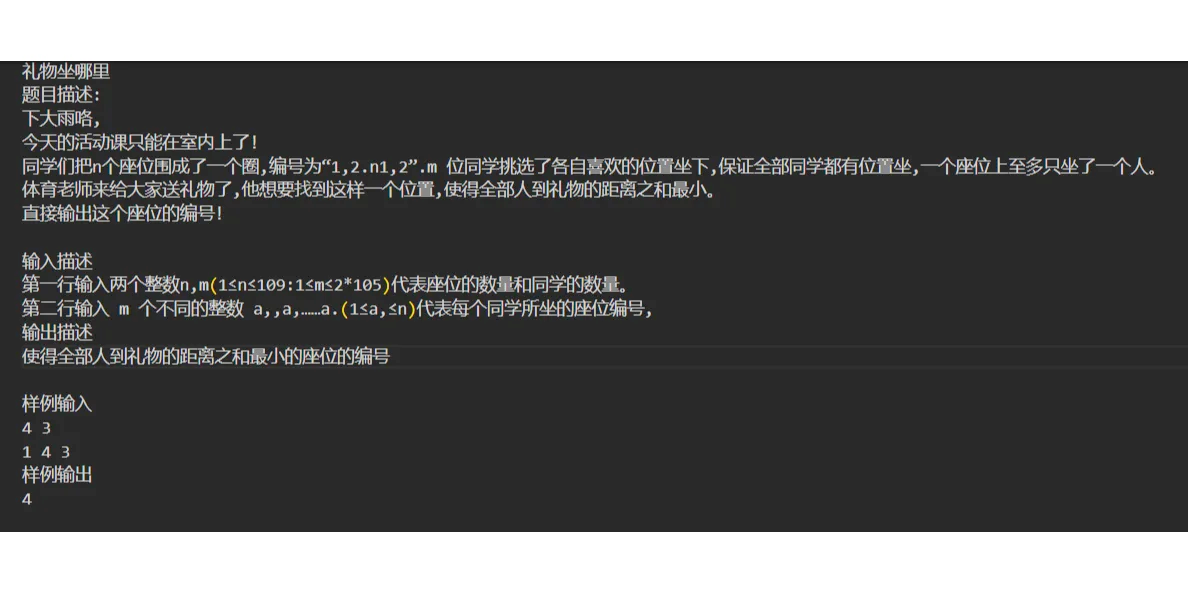 礼物坐哪里
题目描述:
下大雨咯,
今天的活动课只能在室内上了!
同学们把n个座位围成了一个圈,编号为“1,2.n1,2”.m 位同学挑选了各自喜欢的位置坐下,保证全部同学都有位置坐,一个座位上至多只坐了一个人。
体育老师来给大家送礼物了,他想要找到这样一个位置,使得全部人到礼物的距离之和最小。
直接输出这个座位的编号!
输入描述
第一行输入两个整数n,m(1≤n≤109:1≤m≤2*105)代表座位的数量和同学的数量。
第二行输入 m 个不同的整数 a,,a,……a.(1≤a,≤n)代表每个同学所坐的座位编号,
输出描述
使得全部人到礼物的距离之和最小的座位的编号
样例输入
4 3
1 4 3
样例输出
4